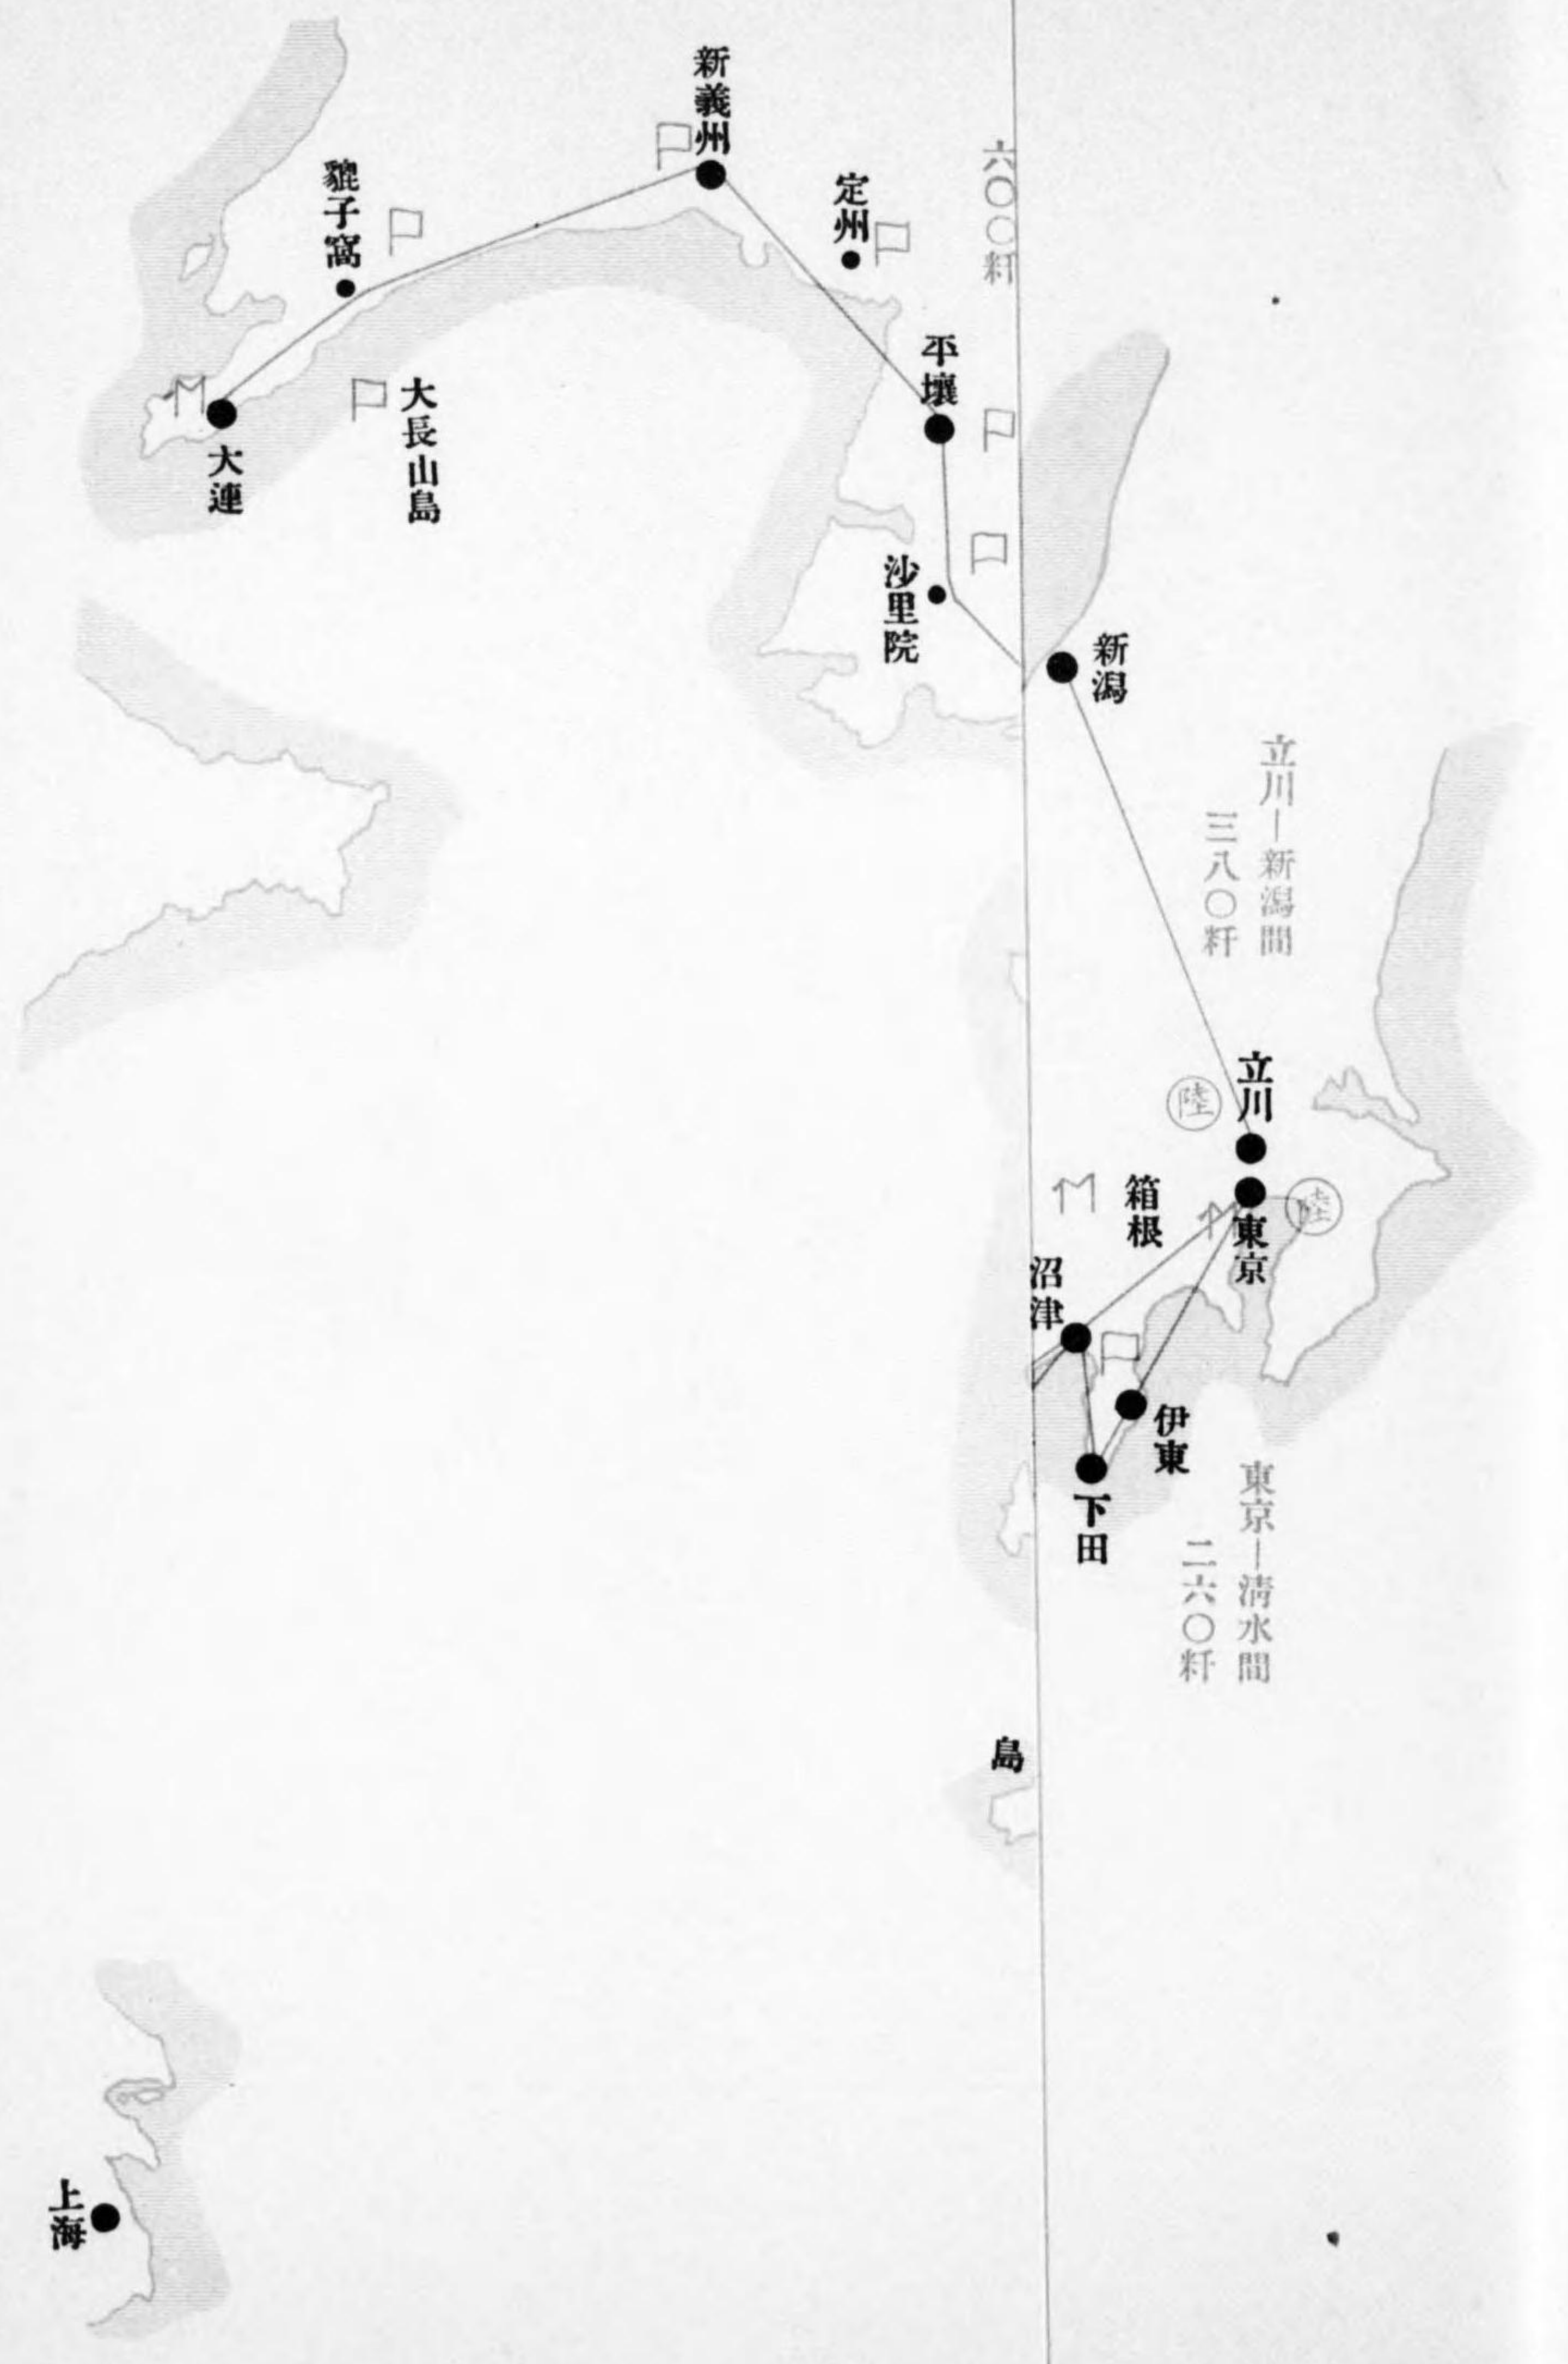 新義州
定州
六〇〇粁
貔子窩
平壤
大長山島
大連
沙里院
新潟
立川—新潟間
三八〇粁
立川
陸
東京
陸
箱根
沼津
伊東
下田
東京—淸水間
二六〇粁
島
上海